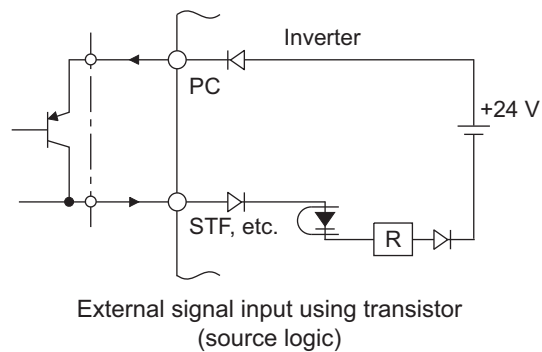 Inverter
PC
+24 V
STF, etc.
R
External signal input using transistor
(source logic)